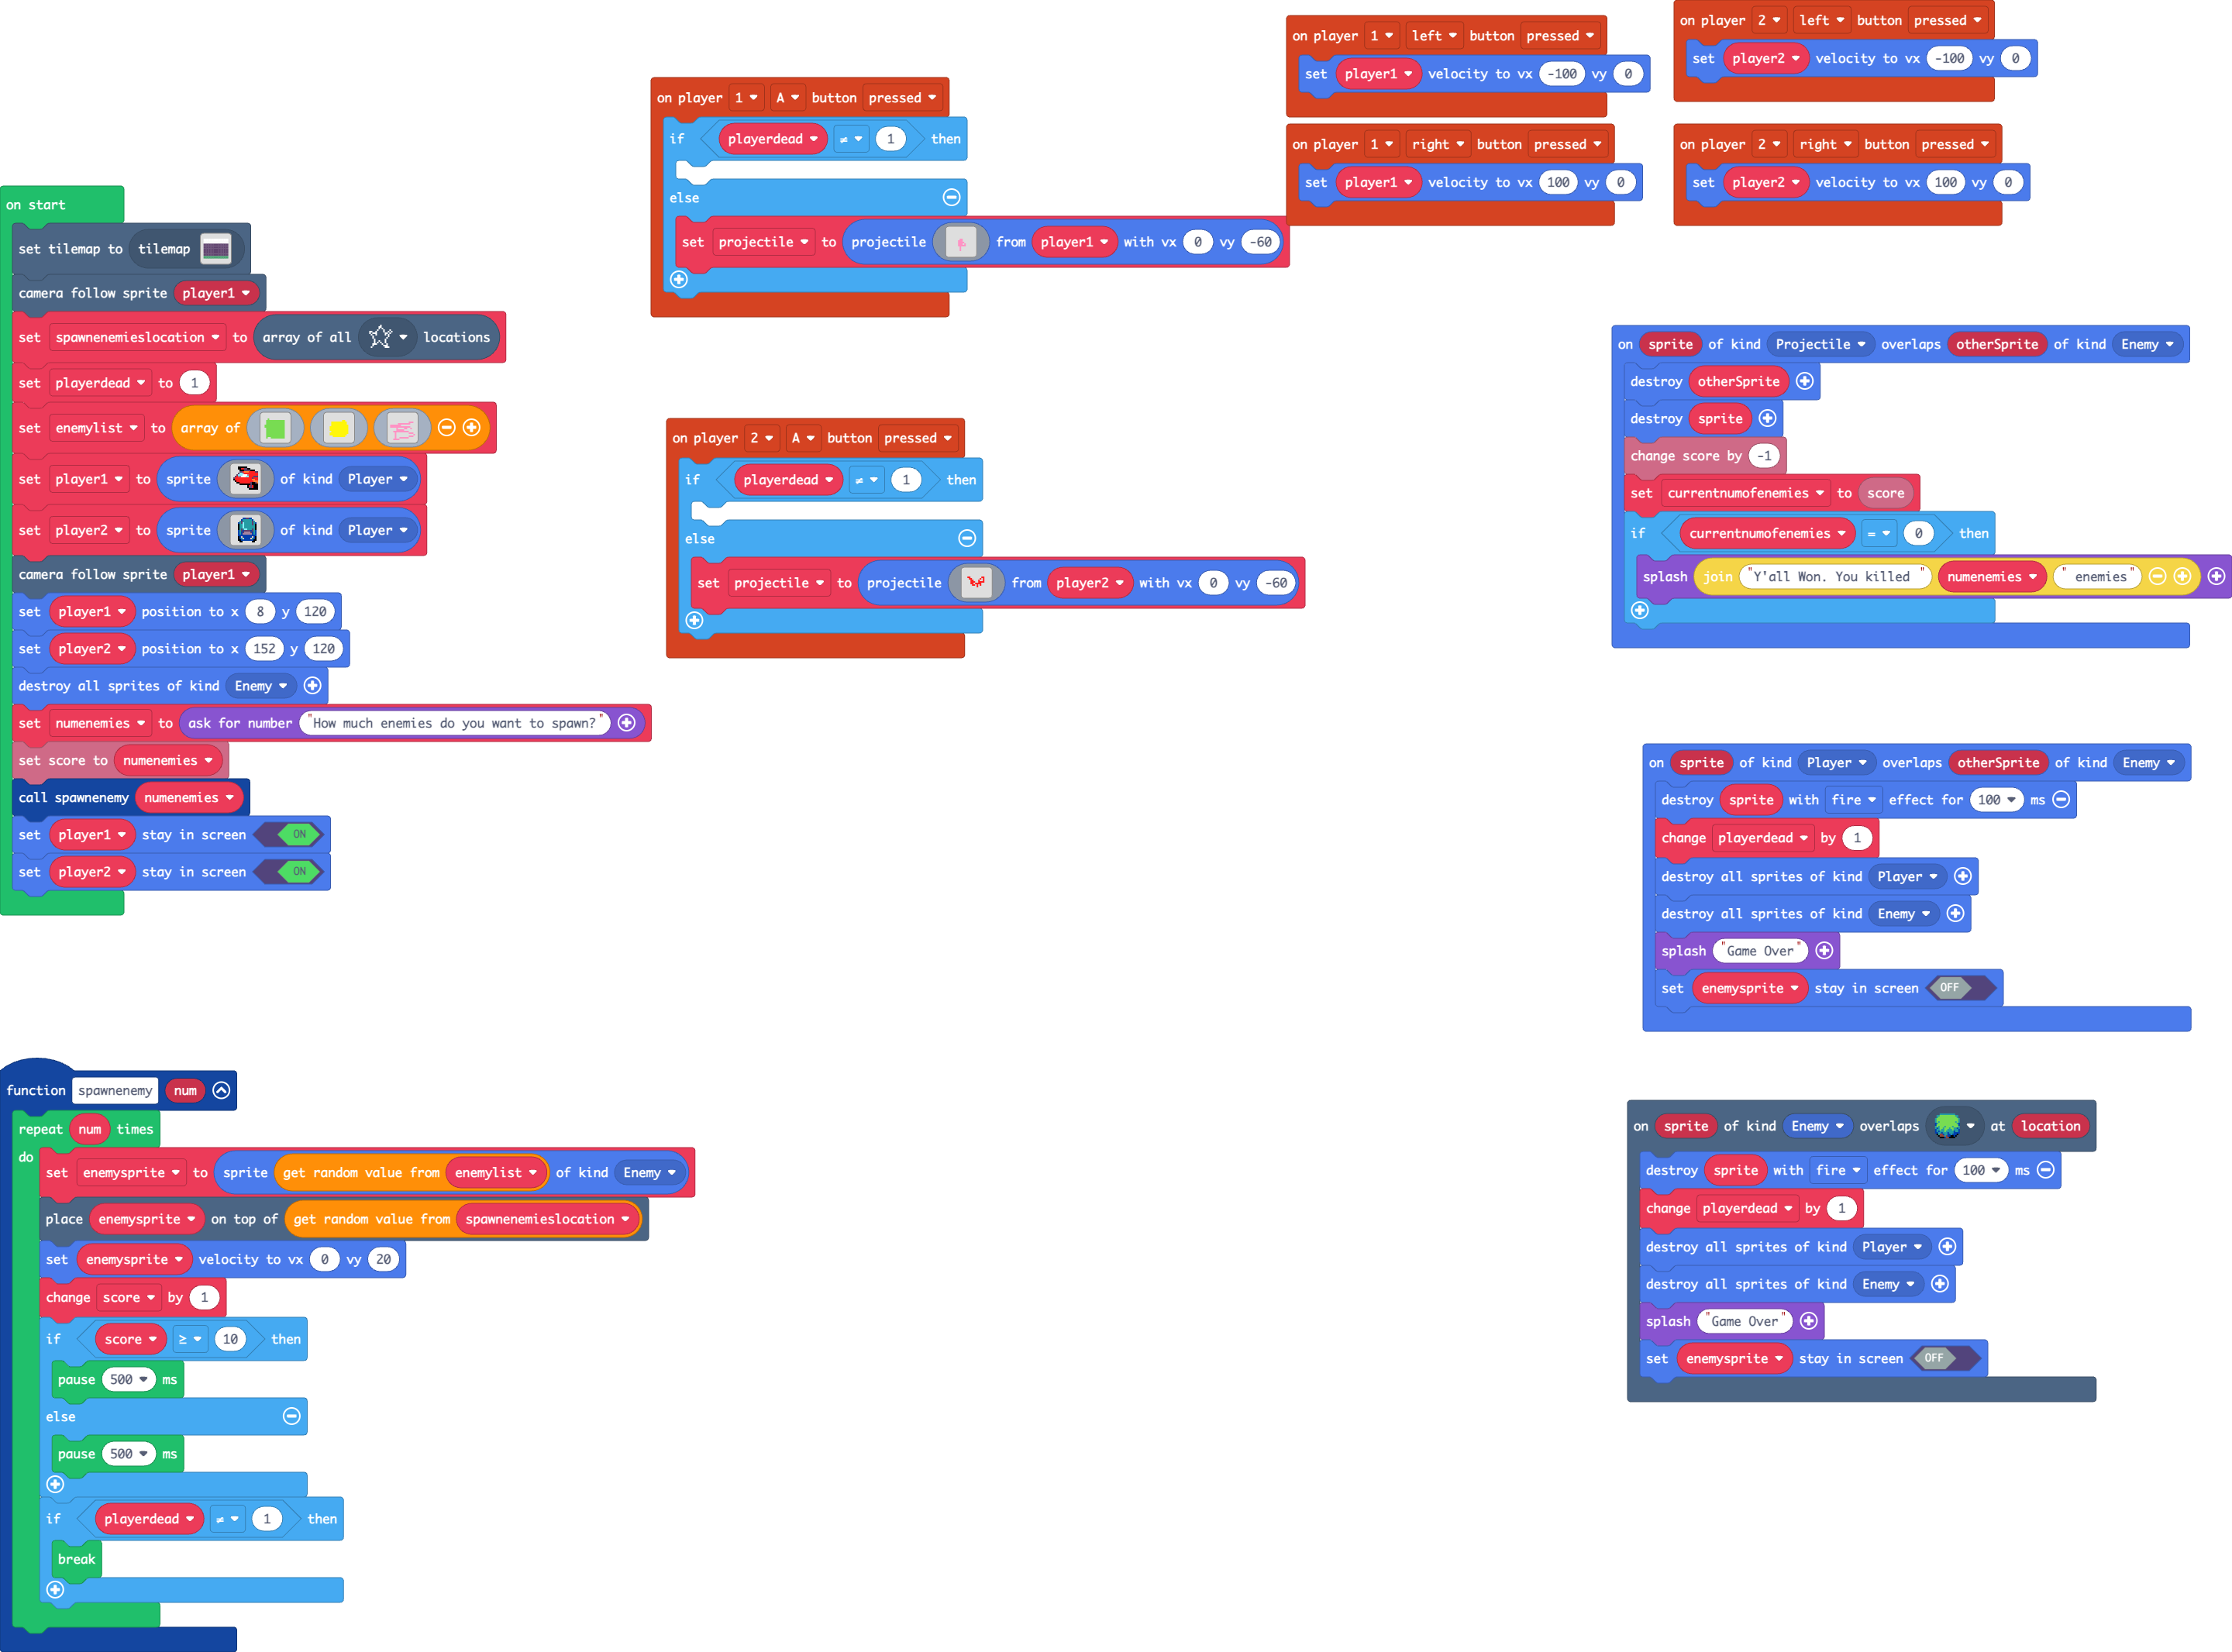 on start
set tilemap to tilemap
camera follow sprite player1
set spawnenemieslocation to array of all locations
set playerdead to 1
set enemylist to array of
set player1 to sprite of kind Player
set player2 to sprite of kind Player
camera follow sprite player1
set player1 position to x 8 y 120
set player2 position to x 152 y 120
destroy all sprites of kind Enemy
set numenemies to ask for number "How much enemies do you want to spawn?"
set score to numenemies
call spawnenemy numenemies
set player1 stay in screen ON
set player2 stay in screen ON
function spawnenemy num
repeat num times
do
set enemysprite to sprite get random value from enemylist of kind Enemy
place enemysprite on top of get random value from spawnenemieslocation
set enemysprite velocity to vx 0 vy 20
change score by 1
if score ≥ 10 then
pause 500 ms
else
pause 500 ms
if playerdead ≠ 1 then
break
on player 1 A button pressed
if playerdead ≠ 1 then
else
set projectile to projectile from player1 with vx 0 vy -60
on player 2 A button pressed
if playerdead ≠ 1 then
else
set projectile to projectile from player2 with vx 0 vy -60
on player 1 left button pressed
set player1 velocity to vx -100 vy 0
on player 1 right button pressed
set player1 velocity to vx 100 vy 0
on player 2 left button pressed
set player2 velocity to vx -100 vy 0
on player 2 right button pressed
set player2 velocity to vx 100 vy 0
on sprite of kind Projectile overlaps otherSprite of kind Enemy
destroy otherSprite
destroy sprite
change score by -1
set currentnumofenemies to score
if currentnumofenemies = 0 then
splash join "Y'all Won. You killed " numenemies " enemies"
on sprite of kind Player overlaps otherSprite of kind Enemy
destroy sprite with fire effect for 100 ms
change playerdead by 1
destroy all sprites of kind Player
destroy all sprites of kind Enemy
splash "Game Over"
set enemysprite stay in screen OFF
on sprite of kind Enemy overlaps at location
destroy sprite with fire effect for 100 ms
change playerdead by 1
destroy all sprites of kind Player
destroy all sprites of kind Enemy
splash "Game Over"
set enemysprite stay in screen OFF